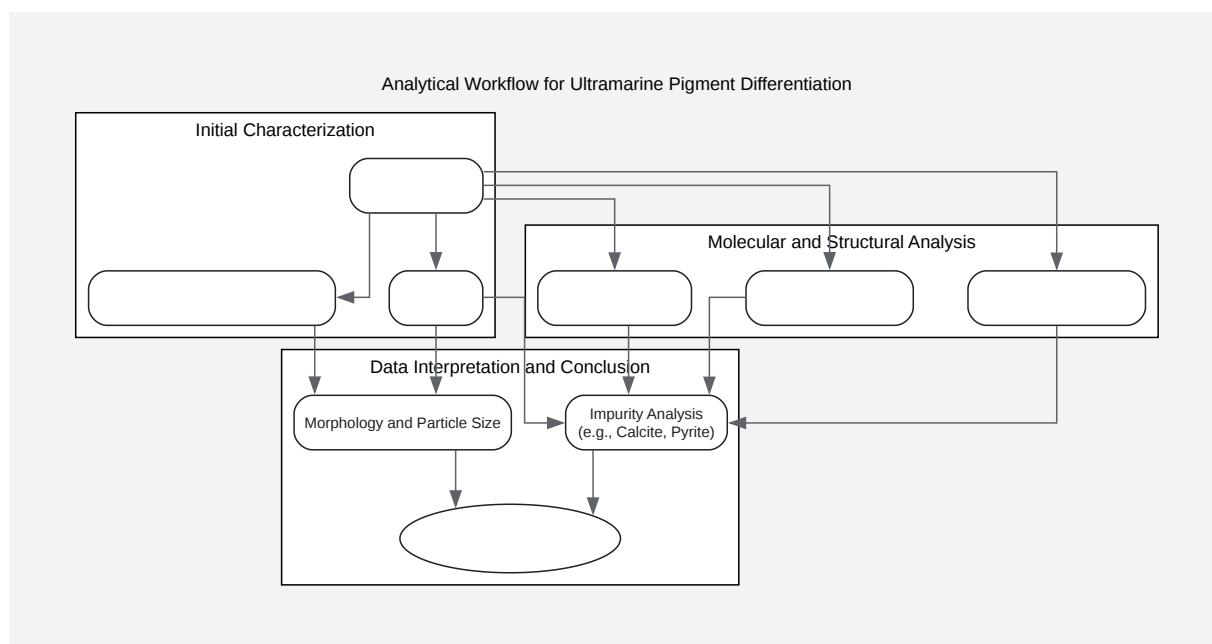 Analytical Workflow for Ultramarine Pigment Differentiation
Initial Characterization
Molecular and Structural Analysis
Data Interpretation and Conclusion
Morphology and Particle Size
Impurity Analysis
(e.g., Calcite, Pyrite)